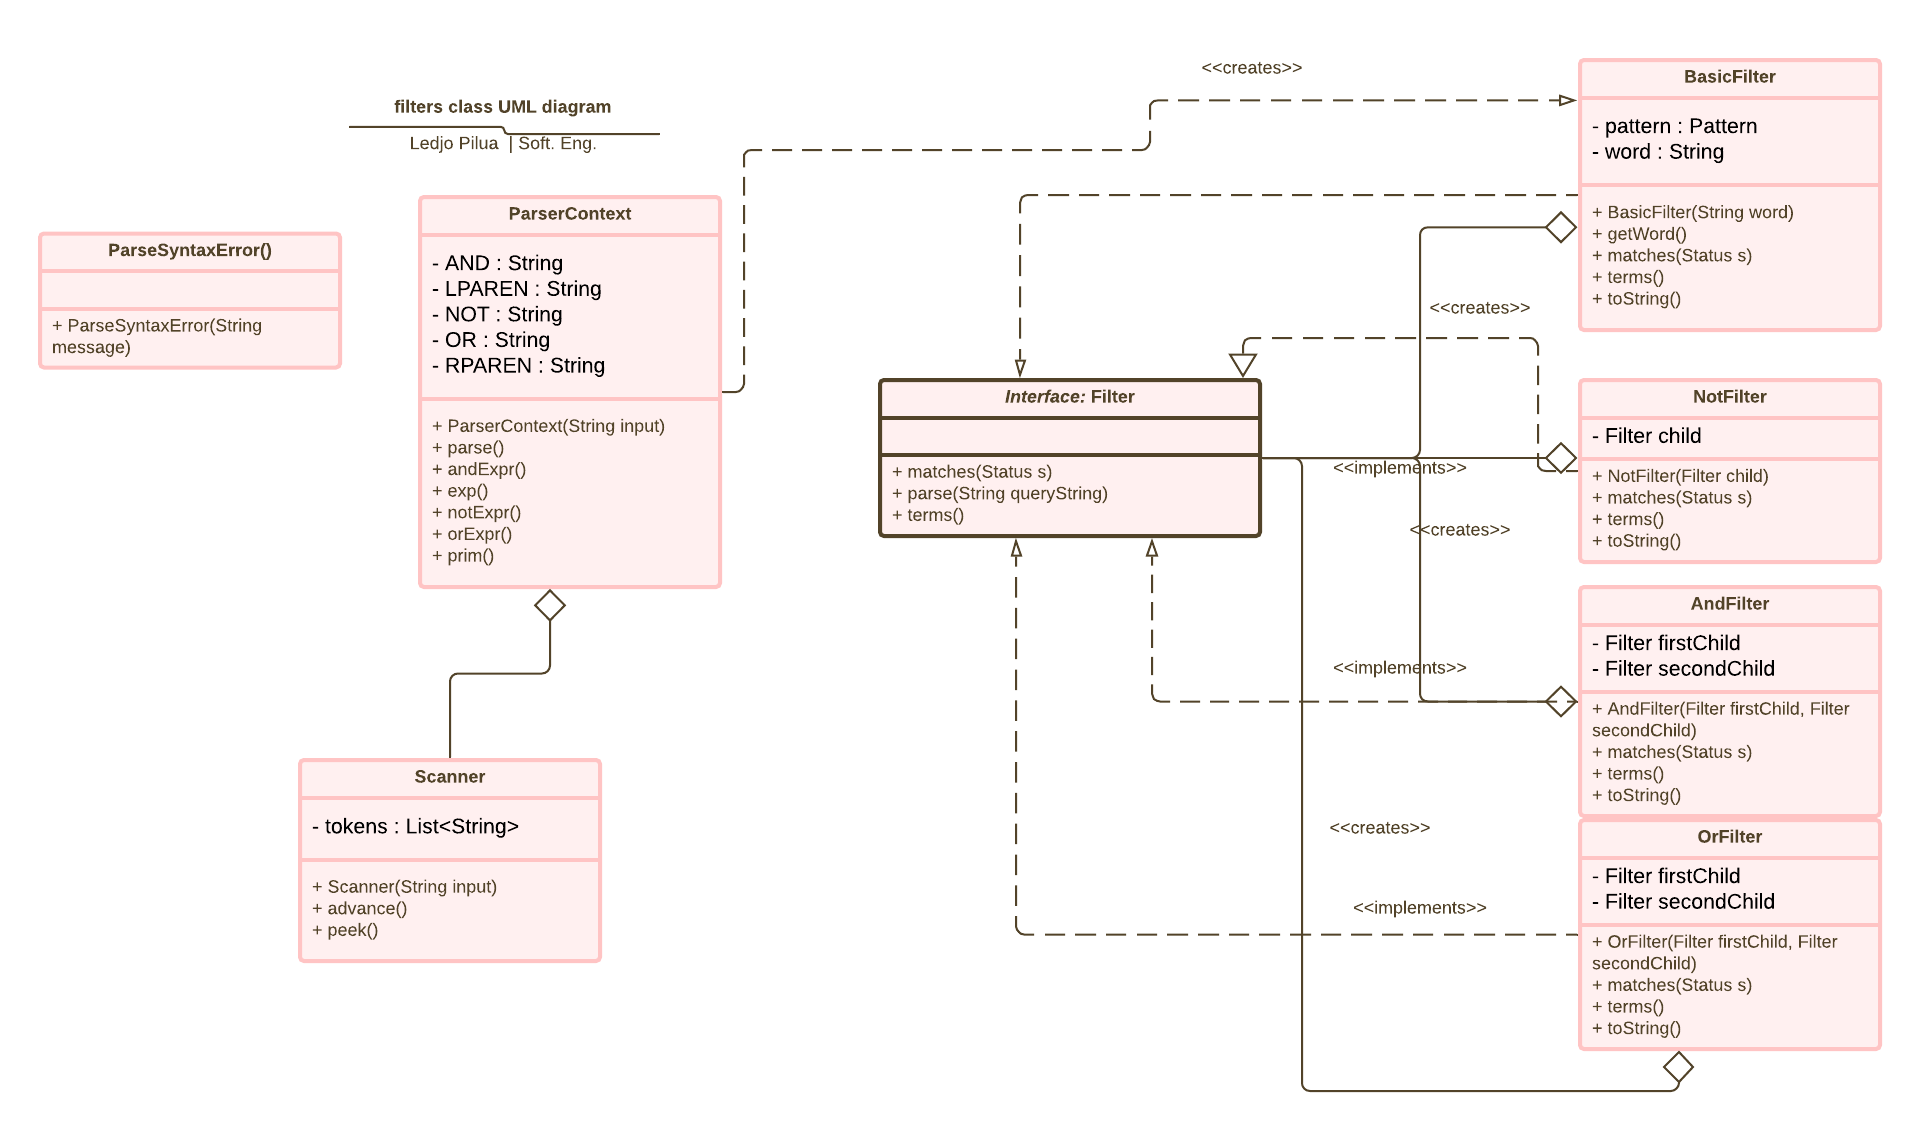 filters class UML diagram
Ledjo Pilua | Soft. Eng.
ParseSyntaxError()
+ ParseSyntaxError(String
message)
ParserContext
- AND : String
- LPAREN : String
- NOT : String
- OR : String
- RPAREN : String
+ ParserContext(String input)
+ parse()
+ andExpr()
+ exp()
+ notExpr()
+ orExpr()
+ prim()
Scanner
- tokens : List<String>
+ Scanner(String input)
+ advance()
+ peek()
Interface: Filter
+ matches(Status s)
+ parse(String queryString)
+ terms()
<<creates>>
<<creates>>
<<implements>>
<<creates>>
<<implements>>
<<creates>>
<<implements>>
BasicFilter
- pattern : Pattern
- word : String
+ BasicFilter(String word)
+ getWord()
+ matches(Status s)
+ terms()
+ toString()
NotFilter
- Filter child
+ NotFilter(Filter child)
+ matches(Status s)
+ terms()
+ toString()
AndFilter
- Filter firstChild
- Filter secondChild
+ AndFilter(Filter firstChild, Filter
secondChild)
+ matches(Status s)
+ terms()
+ toString()
OrFilter
- Filter firstChild
- Filter secondChild
+ OrFilter(Filter firstChild, Filter
secondChild)
+ matches(Status s)
+ terms()
+ toString()